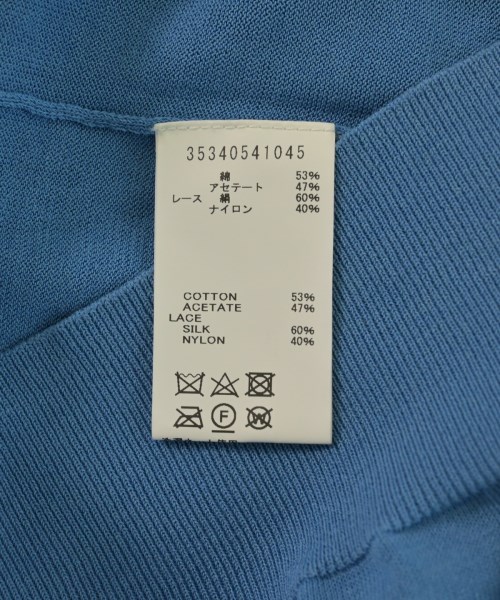 35340541045
綿 53%
アセテート 47%
レース 絹 60%
ナイロン 40%
COTTON 53%
ACETATE 47%
LACE
SILK 60%
NYLON 40%
F W